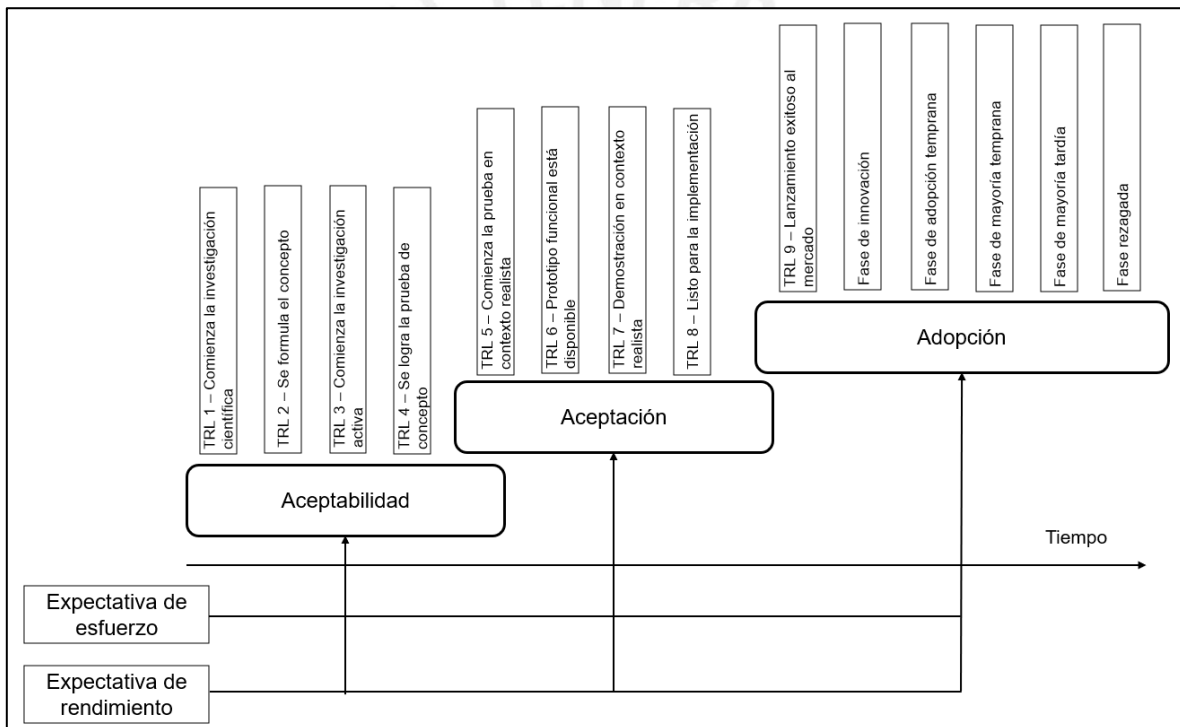 TRL 1 – Comienza la investigación
científica
TRL 2 – Se formula el concepto
TRL 3 – Comienza la investigación
activa
TRL 4 – Se logra la prueba de
concepto
TRL 5 – Comienza la prueba en
contexto realista
TRL 6 – Prototipo funcional está
disponible
TRL 7 – Demostración en contexto
realista
TRL 8 – Listo para la implementación
TRL 9 – Lanzamiento exitoso al
mercado
Fase de innovación
Fase de adopción temprana
Fase de mayoría temprana
Fase de mayoría tardía
Fase rezagada
Adopción
Aceptación
Aceptabilidad
Tiempo
Expectativa de
esfuerzo
Expectativa de
rendimiento